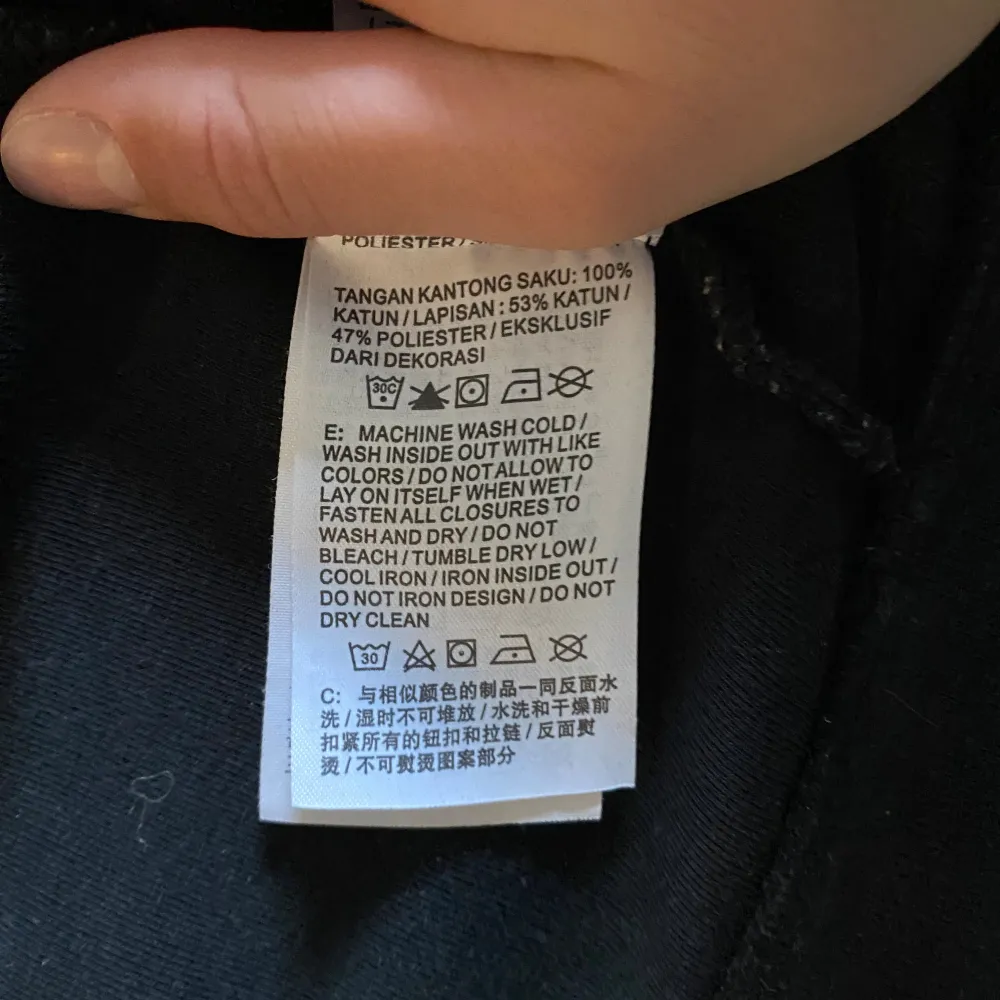 POLIESTER /
TANGAN KANTONG SAKU: 100%
KATUN / LAPISAN : 53% KATUN /
47% POLIESTER / EKSKLUSIF
DARI DEKORASI
30C
E: MACHINE WASH COLD /
WASH INSIDE OUT WITH LIKE
COLORS / DO NOT ALLOW TO
LAY ON ITSELF WHEN WET /
FASTEN ALL CLOSURES TO
WASH AND DRY / DO NOT
BLEACH / TUMBLE DRY LOW /
COOL IRON / IRON INSIDE OUT /
DO NOT IRON DESIGN / DO NOT
DRY CLEAN
30
C: 与相似颜色的制品一同反面水
洗 / 湿时不可堆放 / 水洗和干燥前
扣紧所有的钮扣和拉链 / 反面熨
烫 / 不可熨烫图案部分